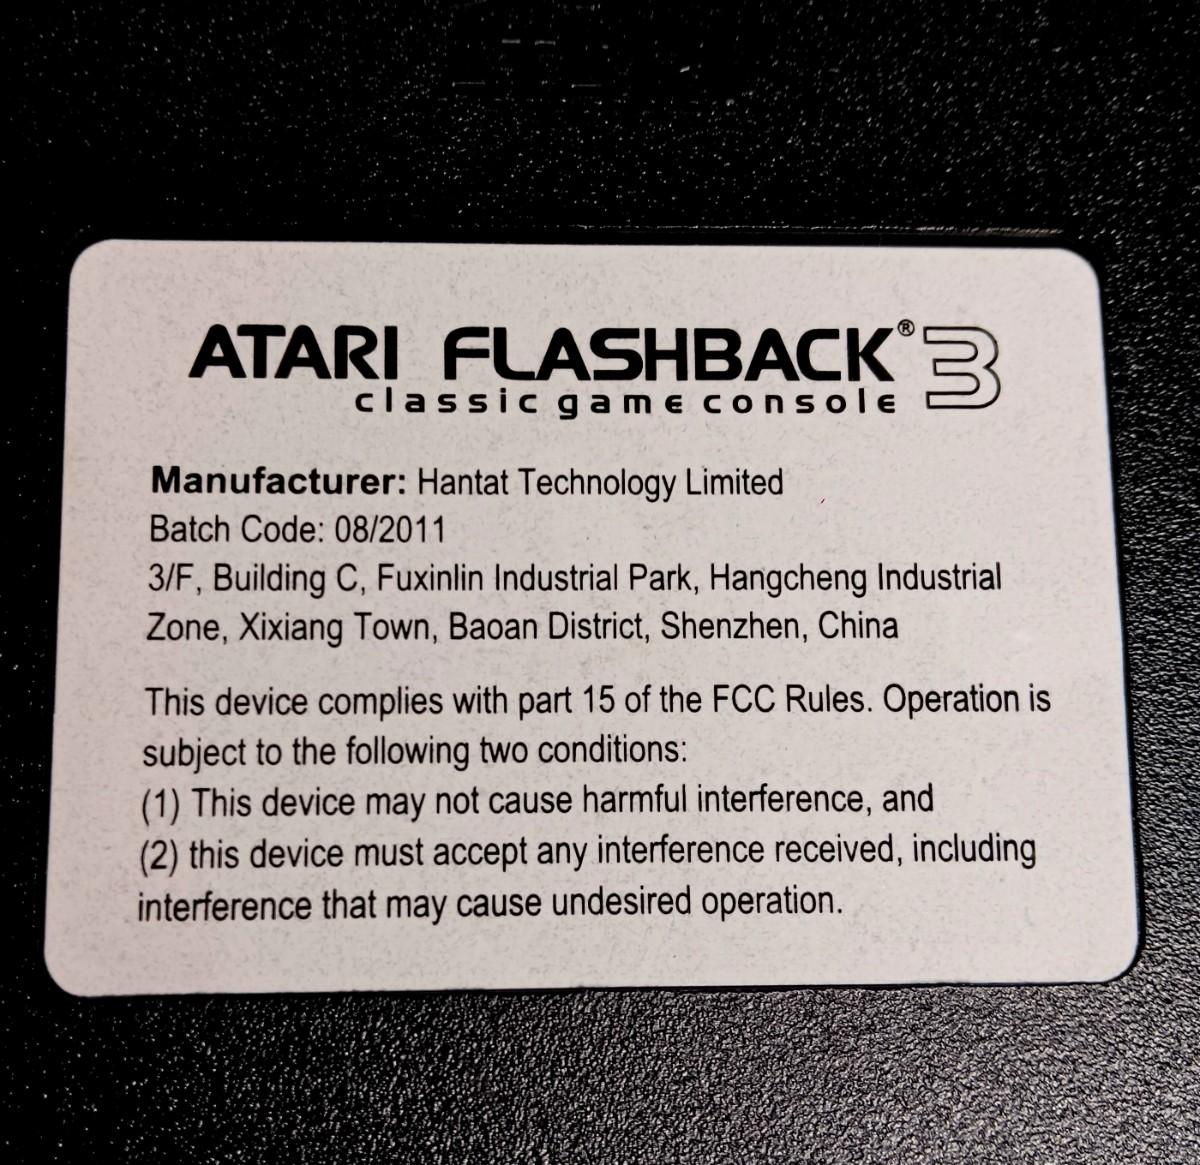 ATARI FLASHBACK® 3
classic game console
Manufacturer: Hantat Technology Limited
Batch Code: 08/2011
3/F, Building C, Fuxinlin Industrial Park, Hangcheng Industrial
Zone, Xixiang Town, Baoan District, Shenzhen, China
This device complies with part 15 of the FCC Rules. Operation is
subject to the following two conditions:
(1) This device may not cause harmful interference, and
(2) this device must accept any interference received, including
interference that may cause undesired operation.